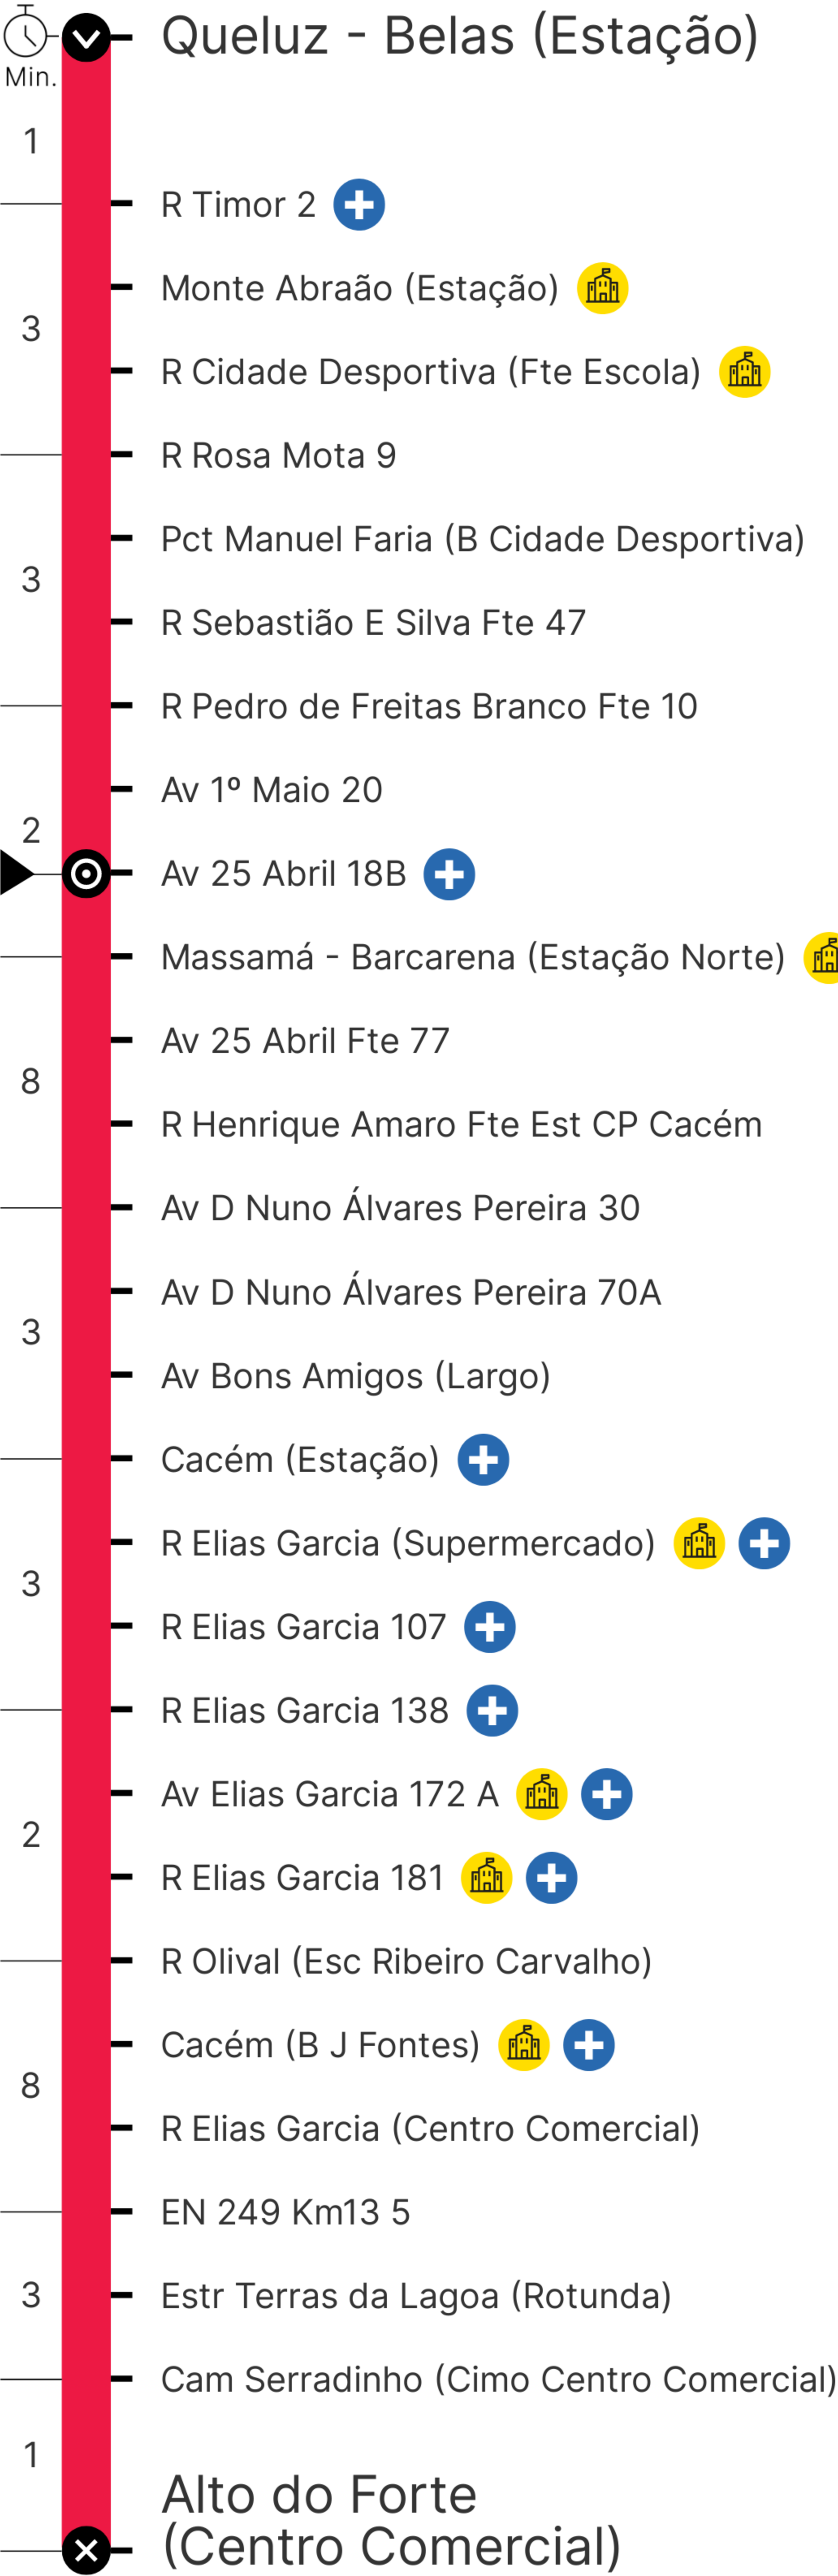 Queluz - Belas (Estação)
Min.
1
R Timor 2
Monte Abraão (Estação)
3
R Cidade Desportiva (Fte Escola)
R Rosa Mota 9
Pct Manuel Faria (B Cidade Desportiva)
3
R Sebastião E Silva Fte 47
R Pedro de Freitas Branco Fte 10
Av 1º Maio 20
2
Av 25 Abril 18B
Massamá - Barcarena (Estação Norte)
Av 25 Abril Fte 77
8
R Henrique Amaro Fte Est CP Cacém
Av D Nuno Álvares Pereira 30
Av D Nuno Álvares Pereira 70A
3
Av Bons Amigos (Largo)
Cacém (Estação)
R Elias Garcia (Supermercado)
3
R Elias Garcia 107
R Elias Garcia 138
Av Elias Garcia 172 A
2
R Elias Garcia 181
R Olival (Esc Ribeiro Carvalho)
Cacém (B J Fontes)
8
R Elias Garcia (Centro Comercial)
EN 249 Km13 5
3
Estr Terras da Lagoa (Rotunda)
Cam Serradinho (Cimo Centro Comercial)
1
Alto do Forte
(Centro Comercial)